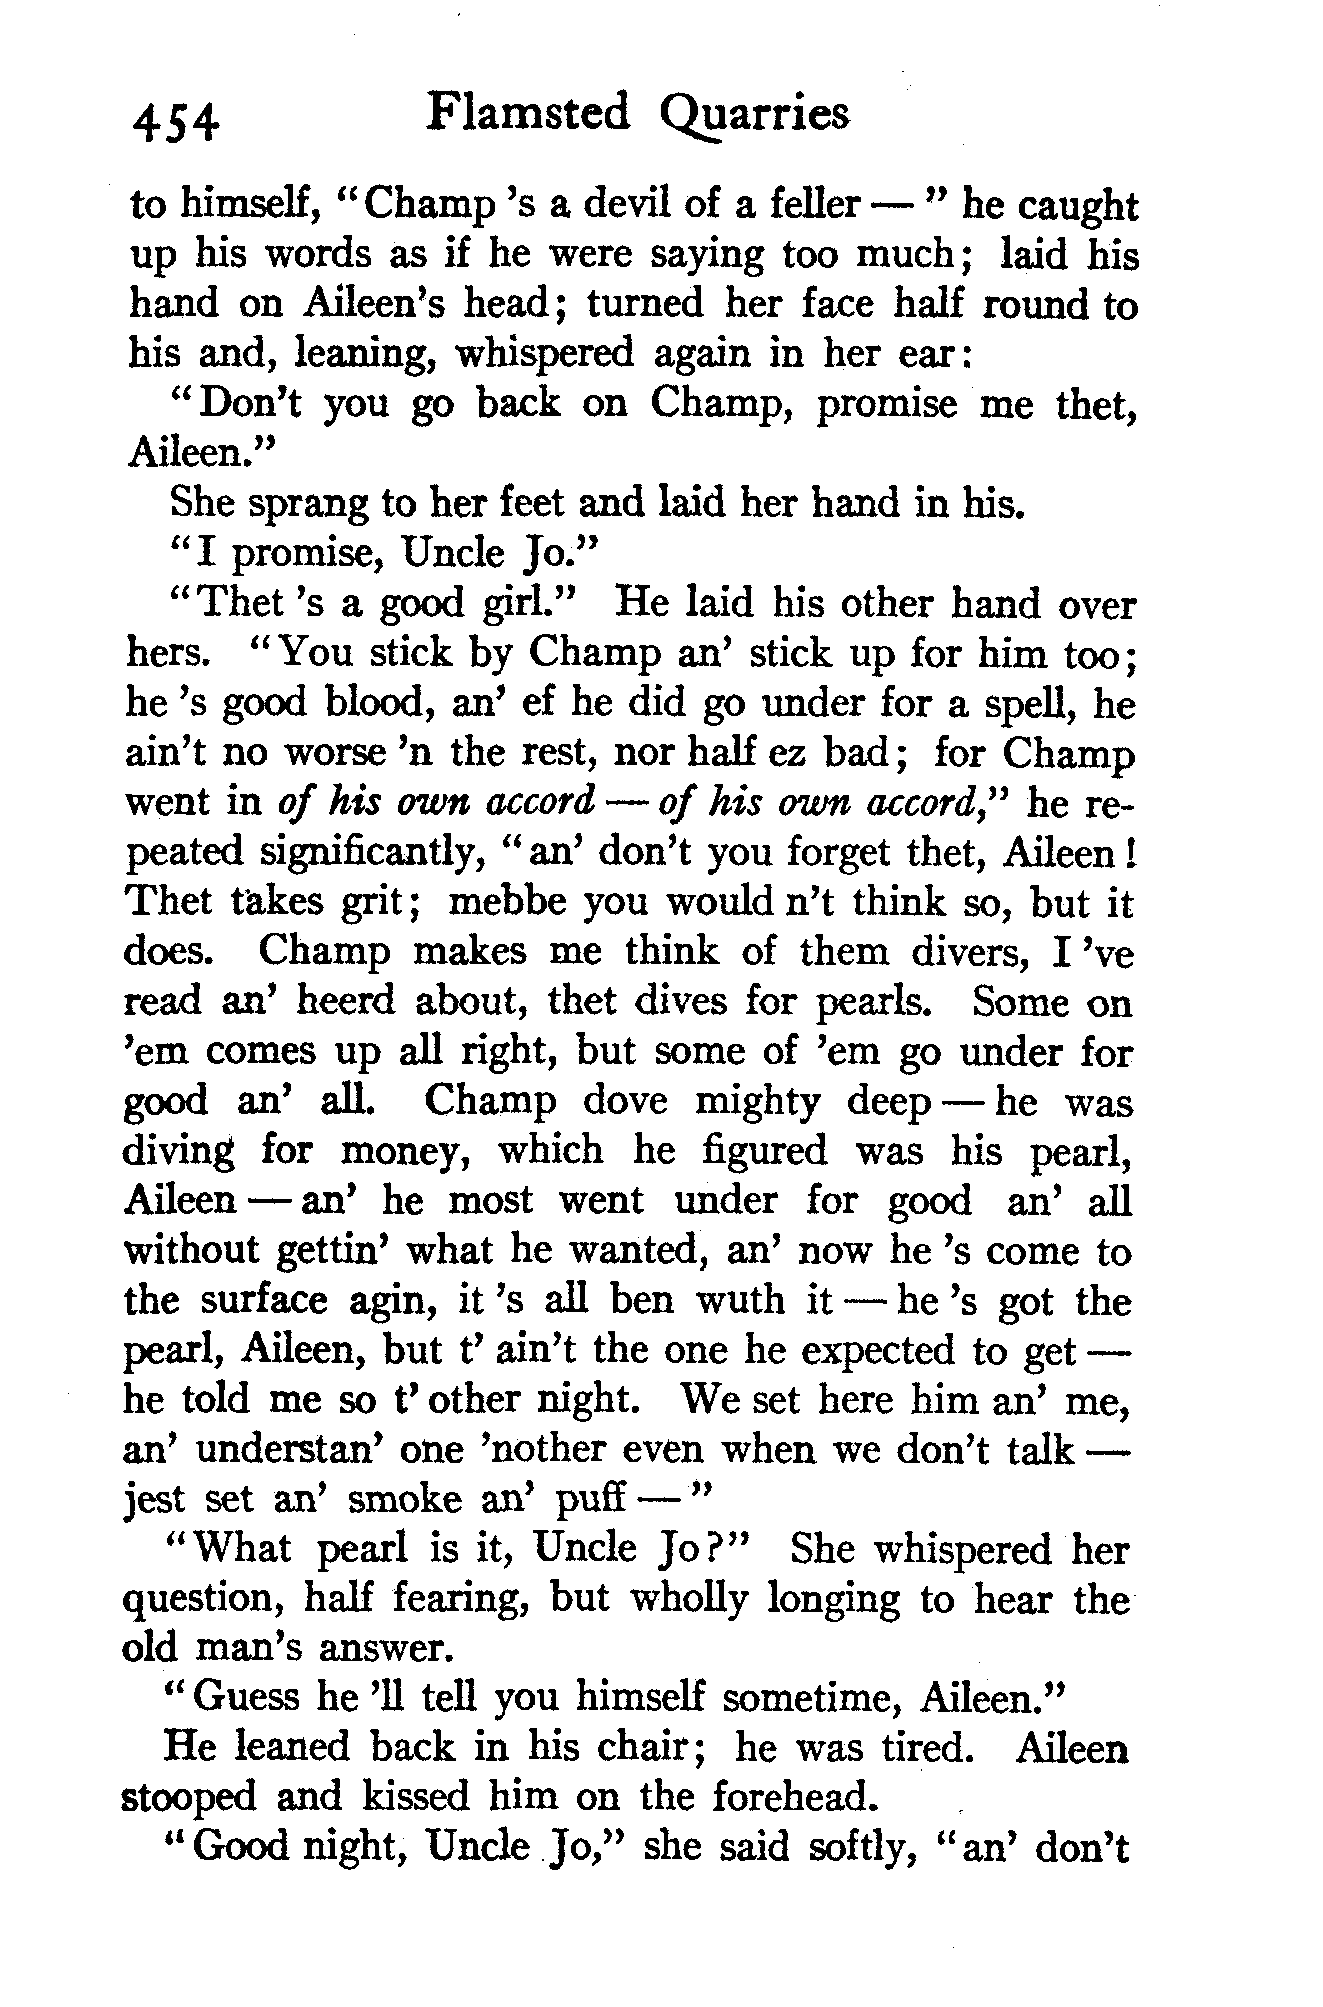 454 Flamsted Quarries
to himself, "Champ 's a devil of a feller — " he caught
up his words as if he were saying too much; laid his
hand on Aileen's head; turned her face half round to
his and, leaning, whispered again in her ear:
"Don't you go back on Champ, promise me thet,
Aileen."
She sprang to her feet and laid her hand in his.
"I promise, Uncle Jo."
"Thet 's a good girl." He laid his other hand over
hers. "You stick by Champ an' stick up for him too;
he 's good blood, an' ef he did go under for a spell, he
ain't no worse 'n the rest, nor half ez bad; for Champ
went in of his own accord — of his own accord," he re-
peated significantly, "an' don't you forget thet, Aileen!
Thet takes grit; mebbe you would n't think so, but it
does. Champ makes me think of them divers, I 've
read an' heerd about, thet dives for pearls. Some on
'em comes up all right, but some of 'em go under for
good an' all. Champ dove mighty deep — he was
diving for money, which he figured was his pearl,
Aileen — an' he most went under for good an' all
without gettin' what he wanted, an' now he 's come to
the surface agin, it 's all ben wuth it — he 's got the
pearl, Aileen, but t' ain't the one he expected to get —
he told me so t' other night. We set here him an' me,
an' understan' one 'nother even when we don't talk —
jest set an' smoke an' puff — "
"What pearl is it, Uncle Jo?" She whispered her
question, half fearing, but wholly longing to hear the
old man's answer.
"Guess he 'll tell you himself sometime, Aileen."
He leaned back in his chair; he was tired. Aileen
stooped and kissed him on the forehead.
"Good night, Uncle Jo," she said softly, "an' don't